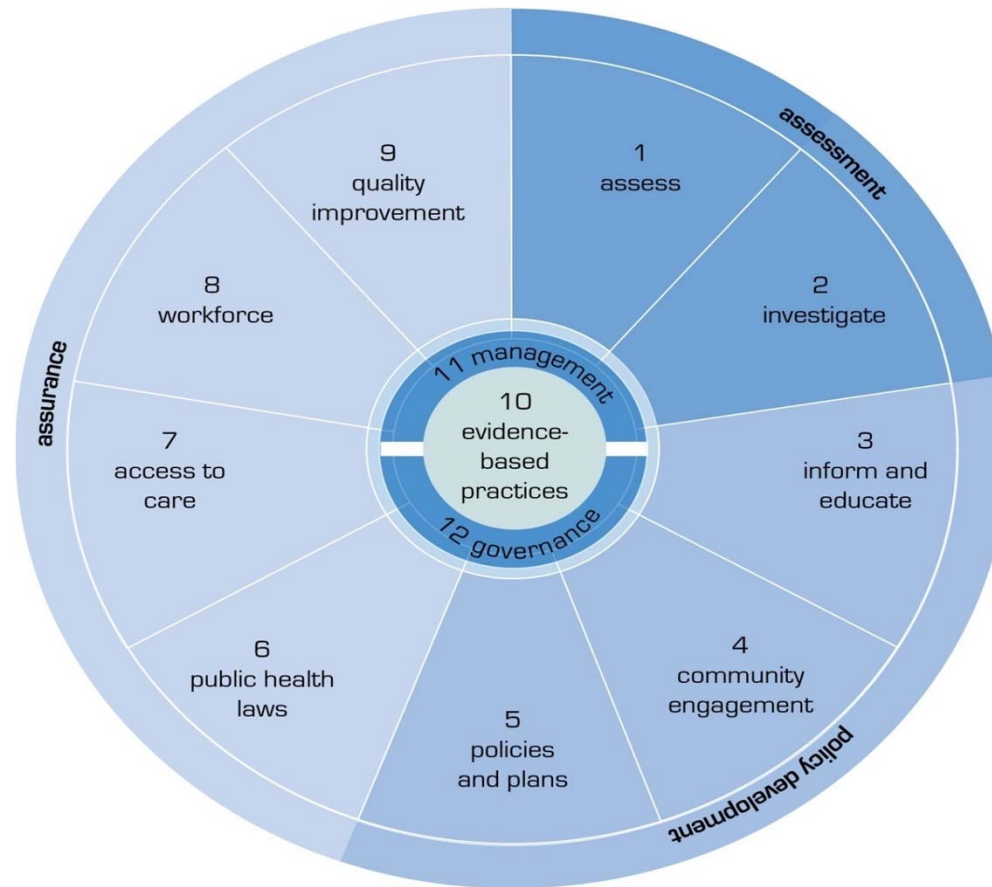 assessment
1
assess
2
investigate
3
inform and
educate
policy development
4
community
engagement
5
policies
and plans
assurance
6
public health
laws
7
access to
care
8
workforce
9
quality
improvement
11 management
10
evidence-
based
practices
12 governance